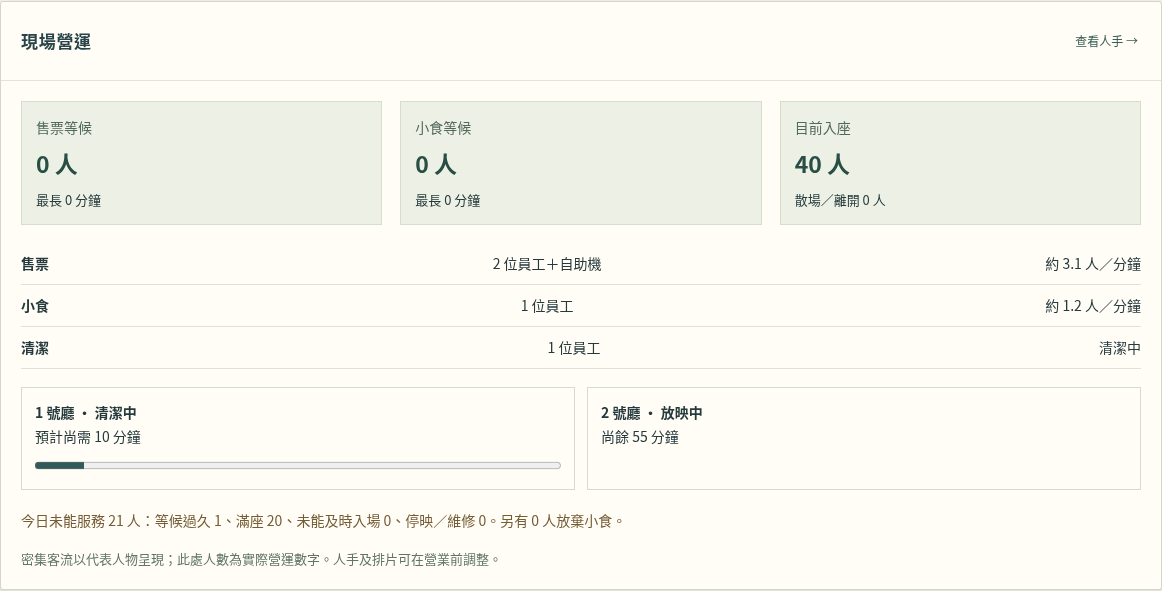 現場營運
查看人手 →
售票等候
0 人
最長 0 分鐘
小食等候
0 人
最長 0 分鐘
目前入座
40 人
散場／離開 0 人
售票 2 位員工＋自助機 約 3.1 人／分鐘
小食 1 位員工 約 1.2 人／分鐘
清潔 1 位員工 清潔中
1 號廳 · 清潔中
預計尚需 10 分鐘
2 號廳 · 放映中
尚餘 55 分鐘
今日未能服務 21 人：等候過久 1、滿座 20、未能及時入場 0、停映／維修 0。另有 0 人放棄小食。
密集客流以代表人物呈現；此處人數為實際營運數字。人手及排片可在營業前調整。